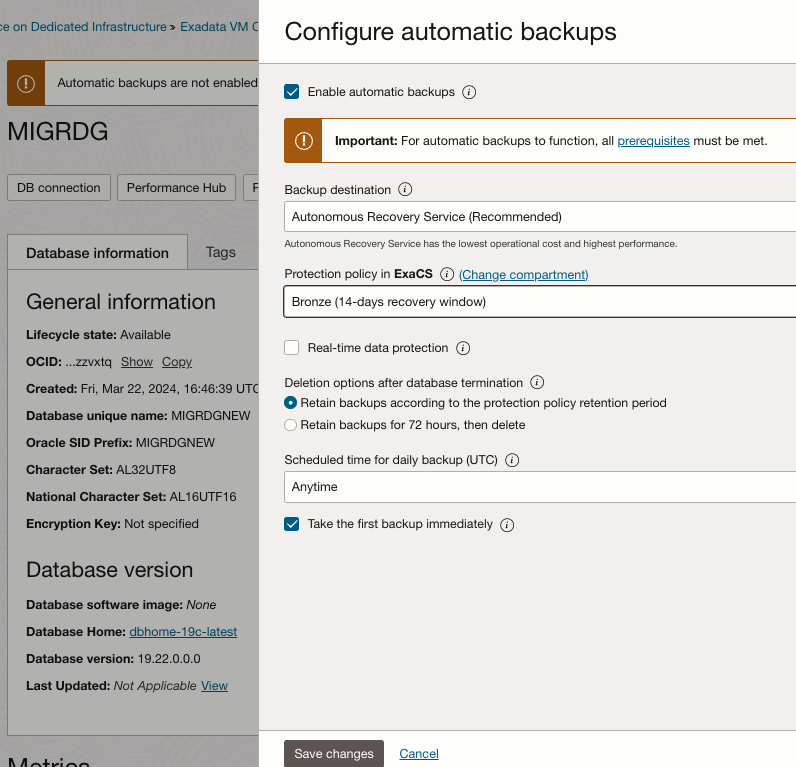 ce on Dedicated Infrastructure » Exadata VM C
Automatic backups are not enabled
MIGRDG
DB connection
Performance Hub
Database information
Tags
General information
Lifecycle state: Available
OCID: ...zzvxtq Show Copy
Created: Fri, Mar 22, 2024, 16:46:39 UTC
Database unique name: MIGRDGNEW
Oracle SID Prefix: MIGRDGNEW
Character Set: AL32UTF8
National Character Set: AL16UTF16
Encryption Key: Not specified
Database version
Database software image: None
Database Home: dbhome-19c-latest
Database version: 19.22.0.0.0
Last Updated: Not Applicable View
Metrics
Configure automatic backups
Enable automatic backups
Important: For automatic backups to function, all prerequisites must be met.
Backup destination
Autonomous Recovery Service (Recommended)
Autonomous Recovery Service has the lowest operational cost and highest performance.
Protection policy in ExaCS (Change compartment)
Bronze (14-days recovery window)
Real-time data protection
Deletion options after database termination
Retain backups according to the protection policy retention period
Retain backups for 72 hours, then delete
Scheduled time for daily backup (UTC)
Anytime
Take the first backup immediately
Save changes
Cancel